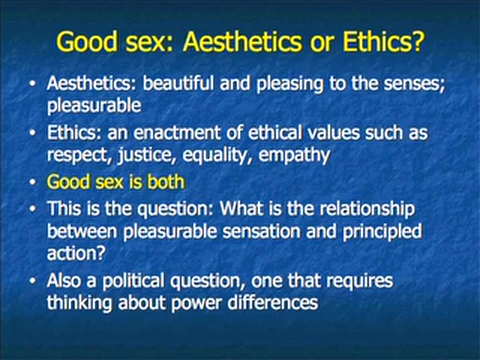 Good sex: Aesthetics or Ethics?
• Aesthetics: beautiful and pleasing to the senses;
pleasurable
• Ethics: an enactment of ethical values such as
respect, justice, equality, empathy
• Good sex is both
• This is the question: What is the relationship
between pleasurable sensation and principled
action?
• Also a political question, one that requires
thinking about power differences